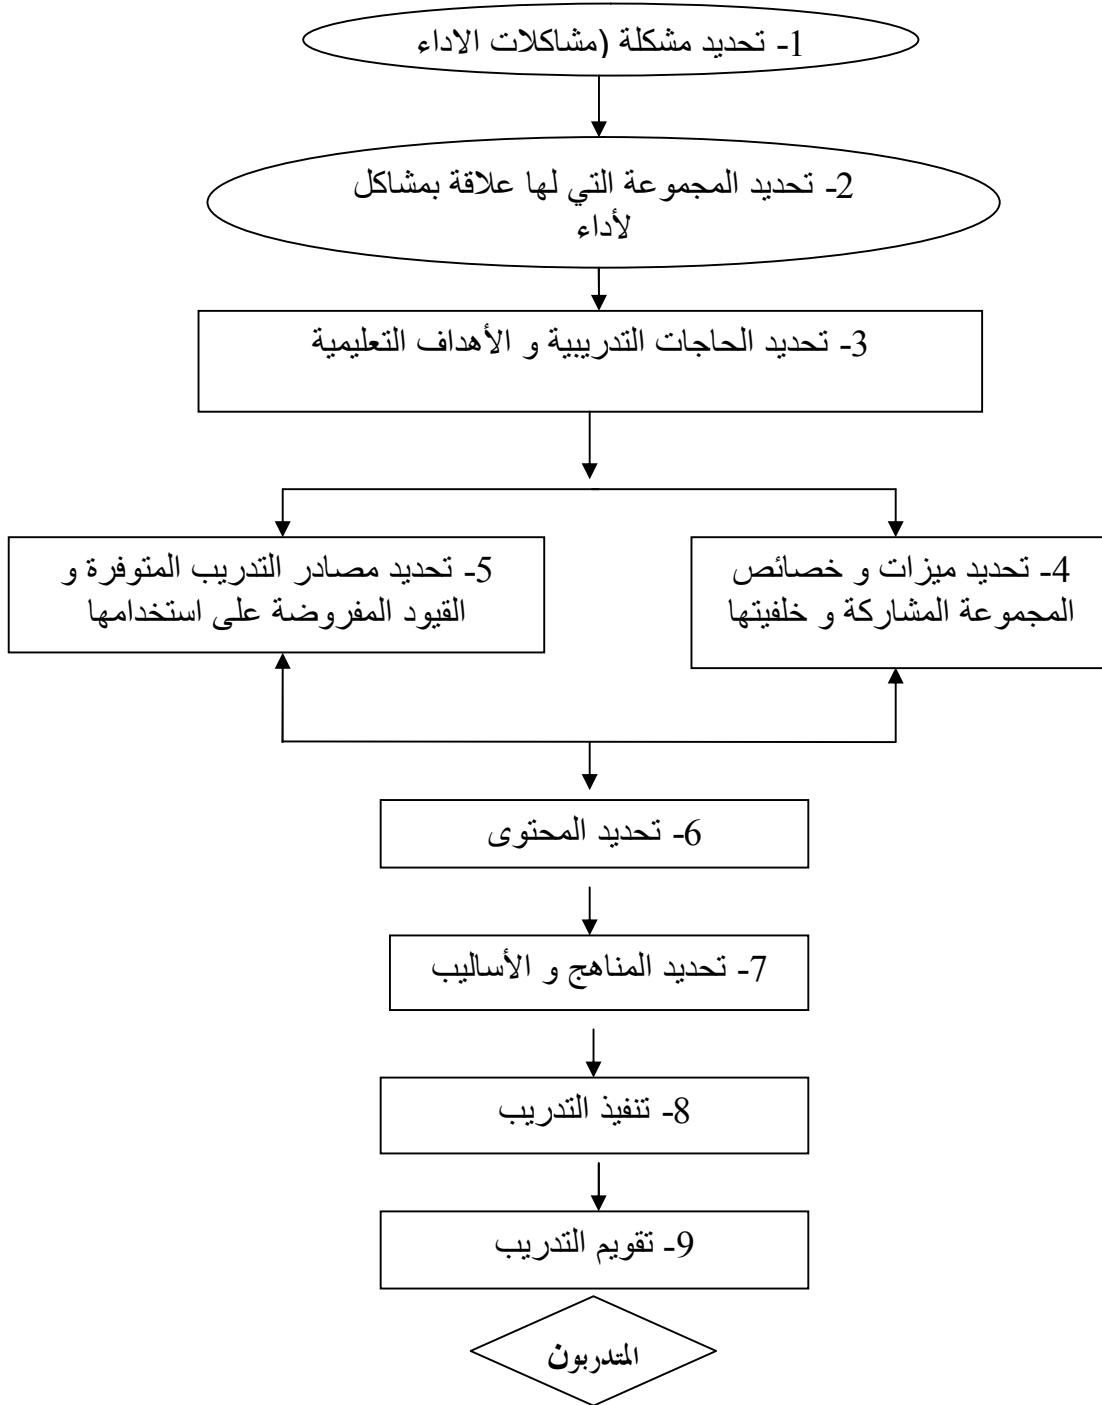 1- تحديد مشكلة (مشاكلات الاداء
2- تحديد المجموعة التي لها علاقة بمشاكل
لأداء
3- تحديد الحاجات التدريبية و الأهداف التعليمية
4- تحديد ميزات و خصائص
المجموعة المشاركة و خلفيتها
5- تحديد مصادر التدريب المتوفرة و
القيود المفروضة على استخدامها
6- تحديد المحتوى
7- تحديد المناهج و الأساليب
8- تنفيذ التدريب
9- تقويم التدريب
المتدربون